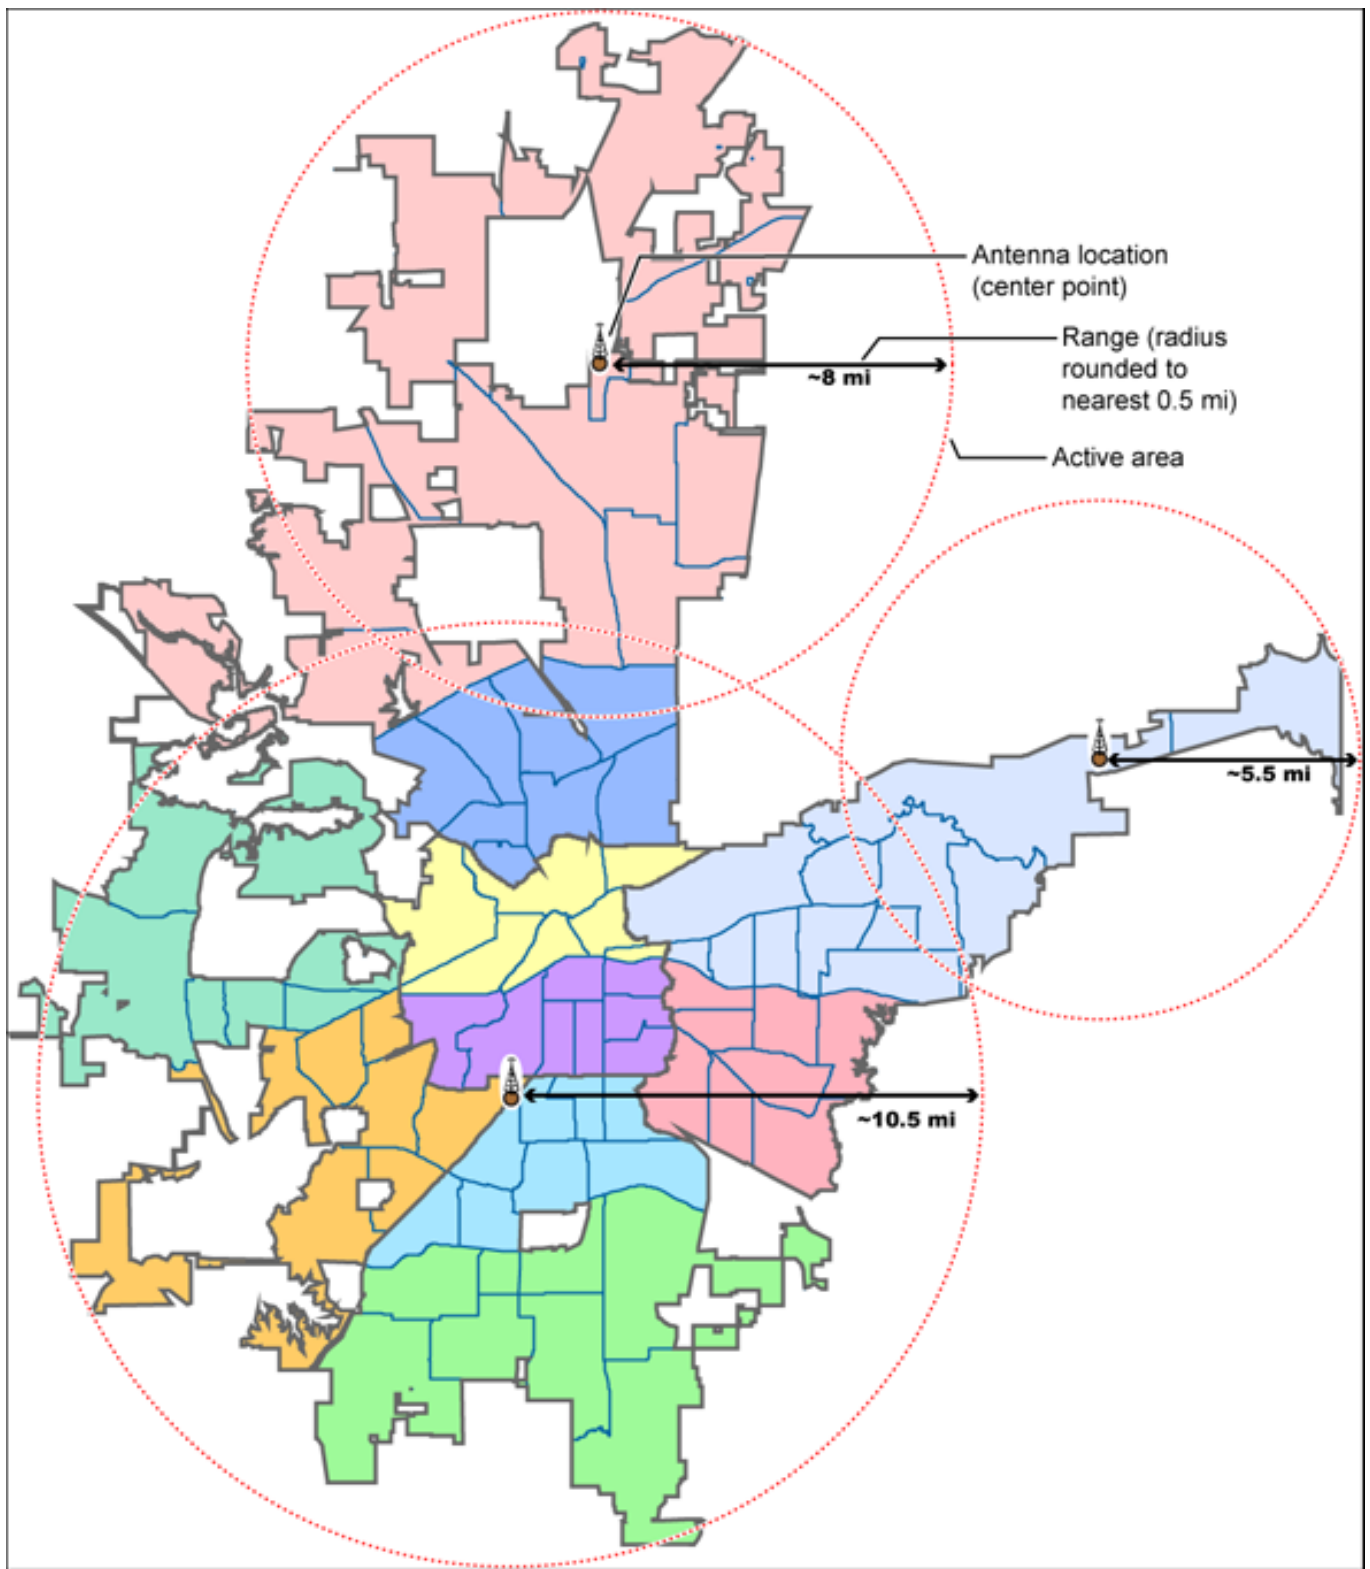 Antenna location
(center point)
Range (radius
rounded to
nearest 0.5 mi)
~8 mi
Active area
~5.5 mi
~10.5 mi